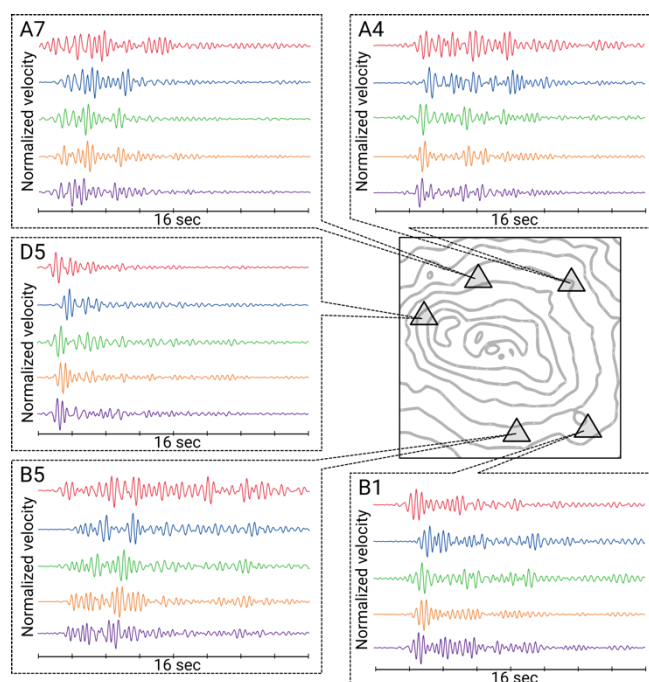 A7
Normalized velocity
16 sec
A4
Normalized velocity
16 sec
D5
Normalized velocity
16 sec
B5
Normalized velocity
16 sec
B1
Normalized velocity
16 sec